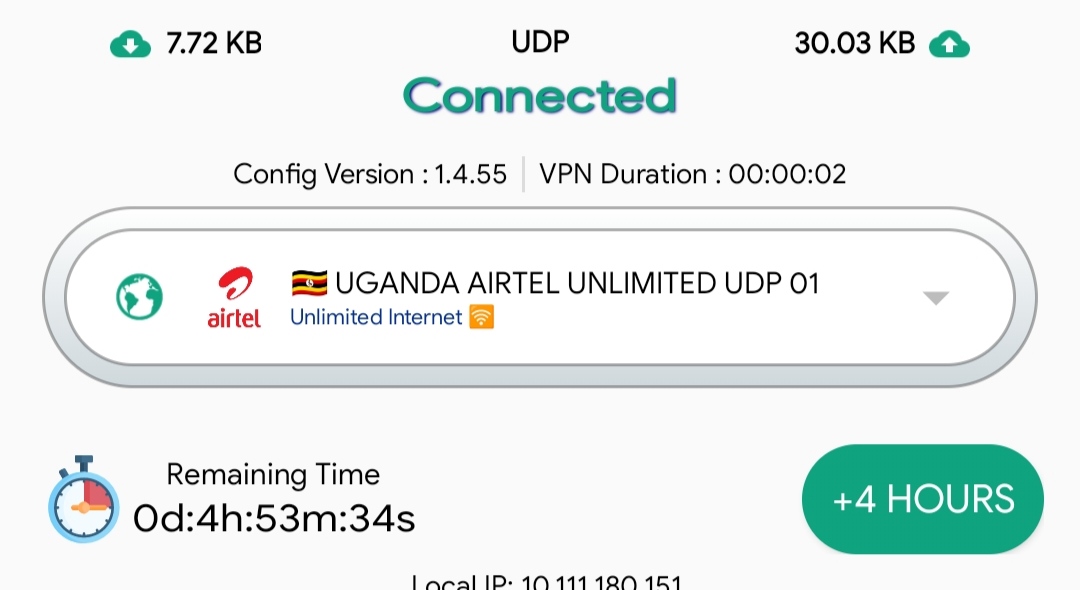 7.72 KB UDP 30.03 KB
Connected
Config Version : 1.4.55 VPN Duration : 00:00:02
airtel
UGANDA AIRTEL UNLIMITED UDP 01
Unlimited Internet
Remaining Time
0d:4h:53m:34s
+4 HOURS
Local IP: 10.111.180.151